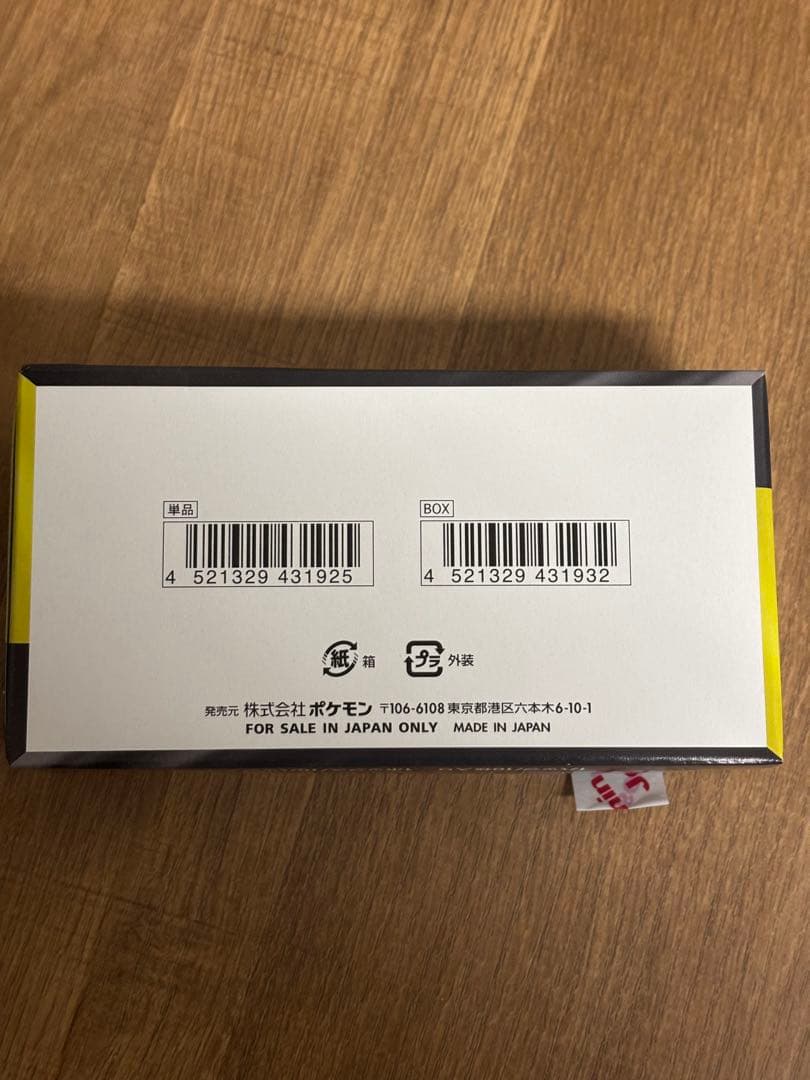 単品
4 521329 431925
BOX
4 521329 431932
紙 箱
プラ 外装
発売元 株式会社 ポケモン 〒106-6108 東京都港区六本木6-10-1
FOR SALE IN JAPAN ONLY MADE IN JAPAN